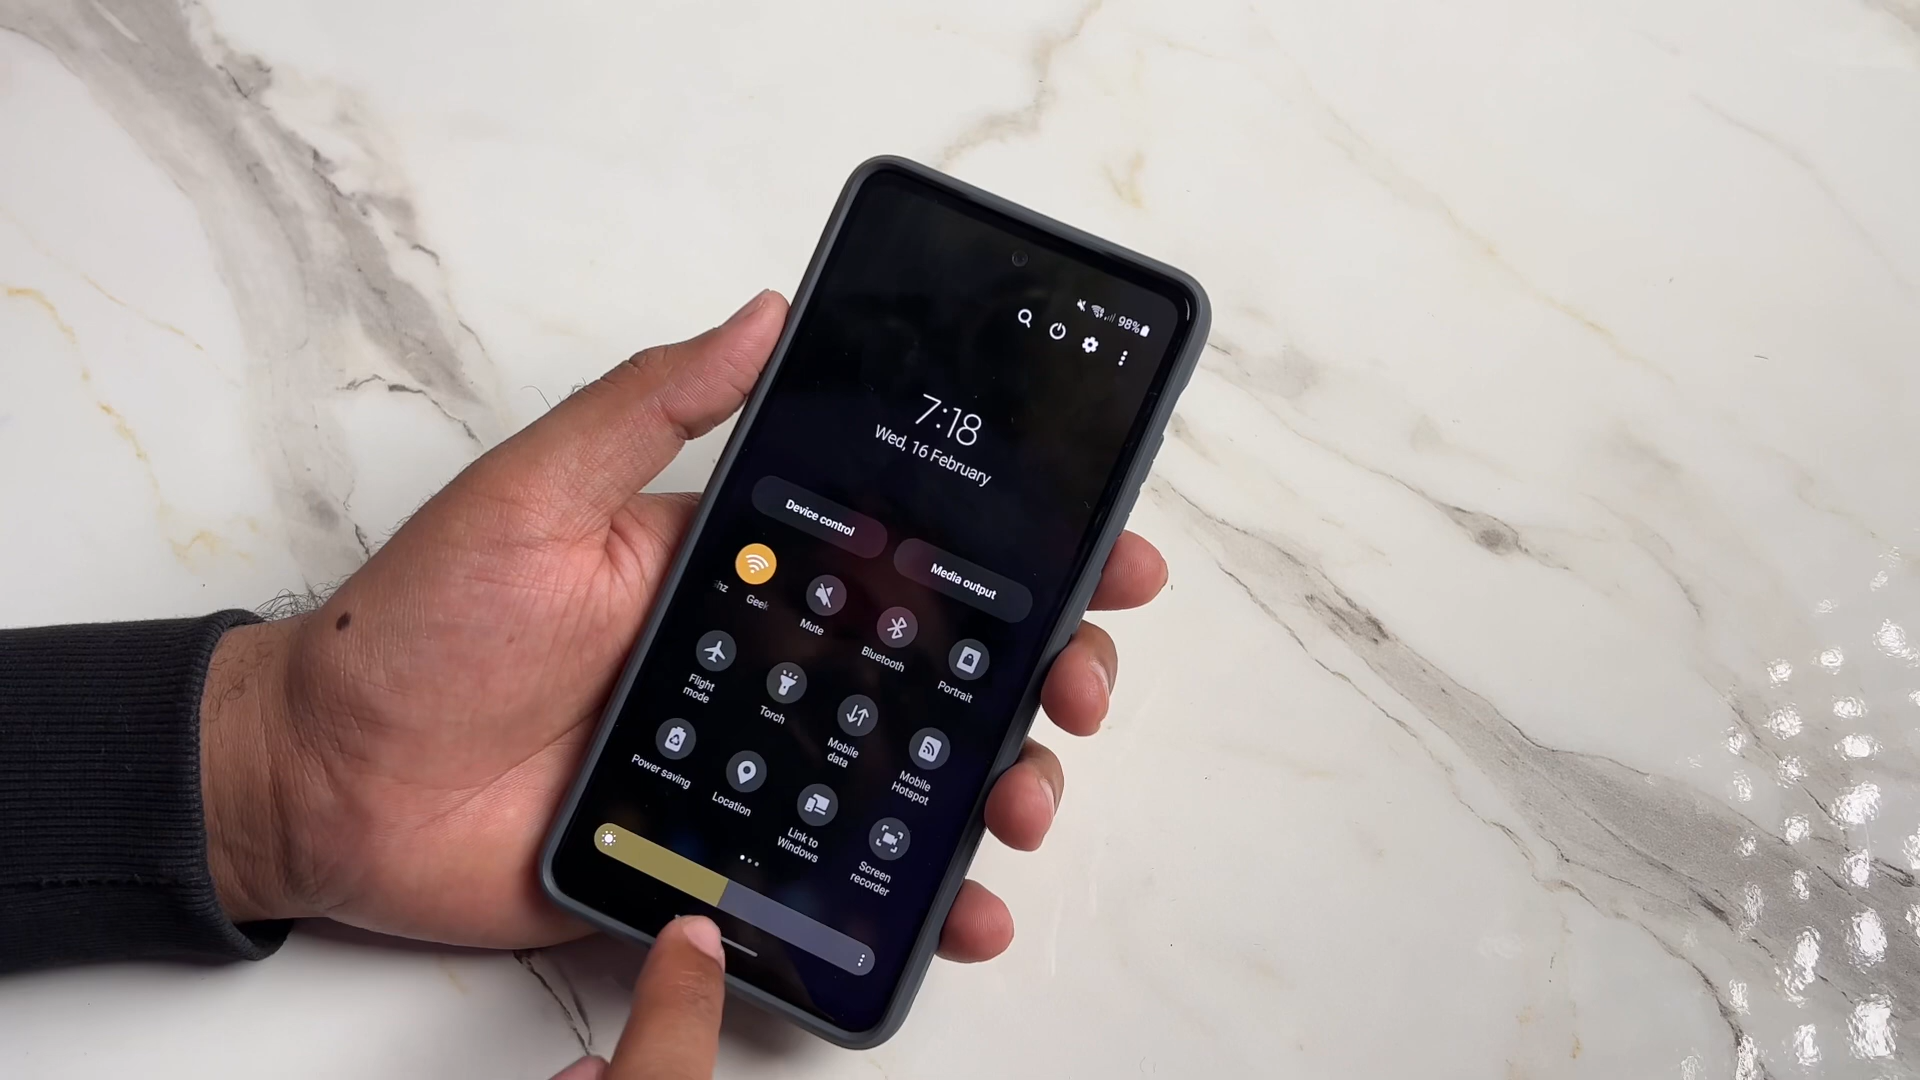 98%
7:18
Wed, 16 February
Device control
Media output
Mute
Bluetooth
Portrait
Flight
mode
Torch
Mobile
data
Mobile
Hotspot
Power saving
Location
Link to
Windows
Screen
recorder